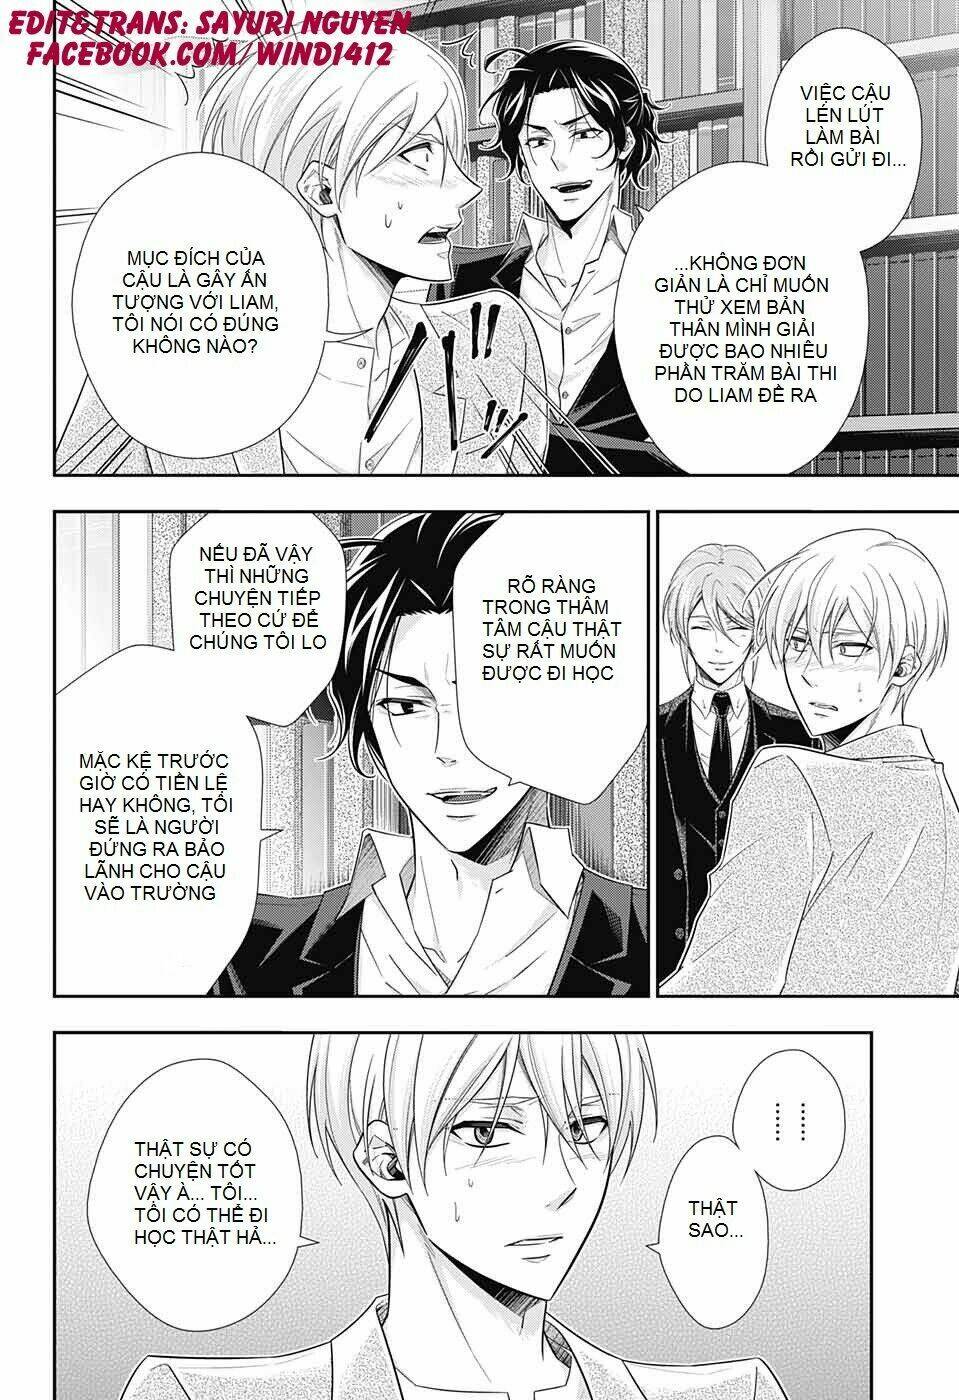 EDIT&TRANS: SAYURI NGUYEN
FACEBOOK.COM/WIND1412
VIỆC CẬU
LÉN LÚT
LÀM BÀI
RỒI GỬI ĐI...
...KHÔNG ĐƠN
GIẢN LÀ CHỈ MUỐN
THỬ XEM BẢN
THÂN MÌNH GIẢI
ĐƯỢC BAO NHIÊU
PHẦN TRĂM BÀI THI
DO LIAM ĐỀ RA
MỤC ĐÍCH CỦA
CẬU LÀ GÂY ẤN
TƯỢNG VỚI LIAM,
TÔI NÓI CÓ ĐÚNG
KHÔNG NÀO?
RÕ RÀNG
TRONG THÂM
TÂM CẬU THẬT
SỰ RẤT MUỐN
ĐƯỢC ĐI HỌC
NẾU ĐÃ VẬY
THÌ NHỮNG
CHUYỆN TIẾP
THEO CỨ ĐỂ
CHÚNG TÔI LO
MẶC KỆ TRƯỚC
GIỜ CÓ TIỀN LỆ
HAY KHÔNG, TÔI
SẼ LÀ NGƯỜI
ĐỨNG RA BẢO
LÃNH CHO CẬU
VÀO TRƯỜNG
......
THẬT
SAO...
THẬT SỰ CÓ
CHUYỆN TỐT
VẬY À... TÔI...
TÔI CÓ THỂ ĐI
HỌC THẬT HẢ...